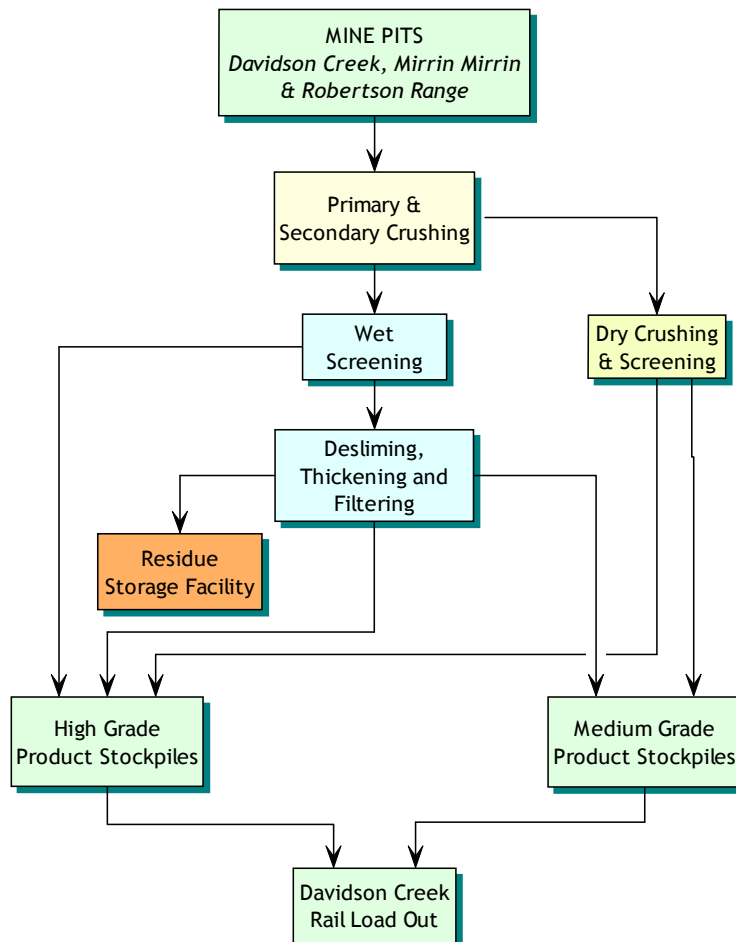 MINE PITS
Davidson Creek, Mirrin Mirrin
& Robertson Range
Primary &
Secondary Crushing
Wet
Screening
Dry Crushing
& Screening
Desliming,
Thickening and
Filtering
Residue
Storage Facility
High Grade
Product Stockpiles
Medium Grade
Product Stockpiles
Davidson Creek
Rail Load Out